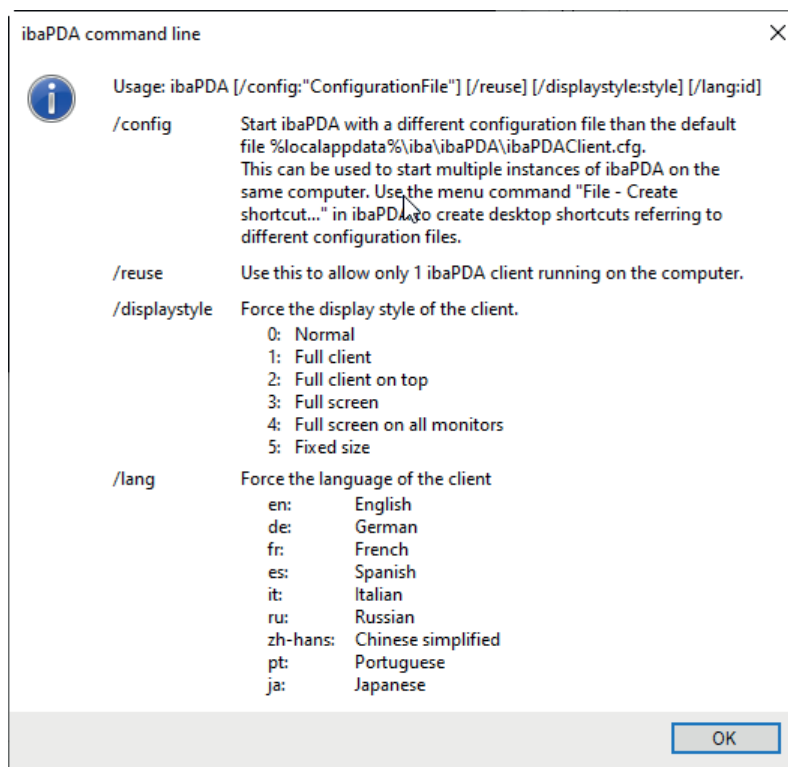 ibaPDA command line
Usage: ibaPDA [/config:"ConfigurationFile"] [/reuse] [/displaystyle:style] [/lang:id]
/config Start ibaPDA with a different configuration file than the default
file %localappdata%\iba\ibaPDA\ibaPDAClient.cfg.
This can be used to start multiple instances of ibaPDA on the
same computer. Use the menu command "File - Create
shortcut..." in ibaPDA to create desktop shortcuts referring to
different configuration files.
/reuse Use this to allow only 1 ibaPDA client running on the computer.
/displaystyle Force the display style of the client.
0: Normal
1: Full client
2: Full client on top
3: Full screen
4: Full screen on all monitors
5: Fixed size
/lang Force the language of the client
en: English
de: German
fr: French
es: Spanish
it: Italian
ru: Russian
zh-hans: Chinese simplified
pt: Portuguese
ja: Japanese
OK